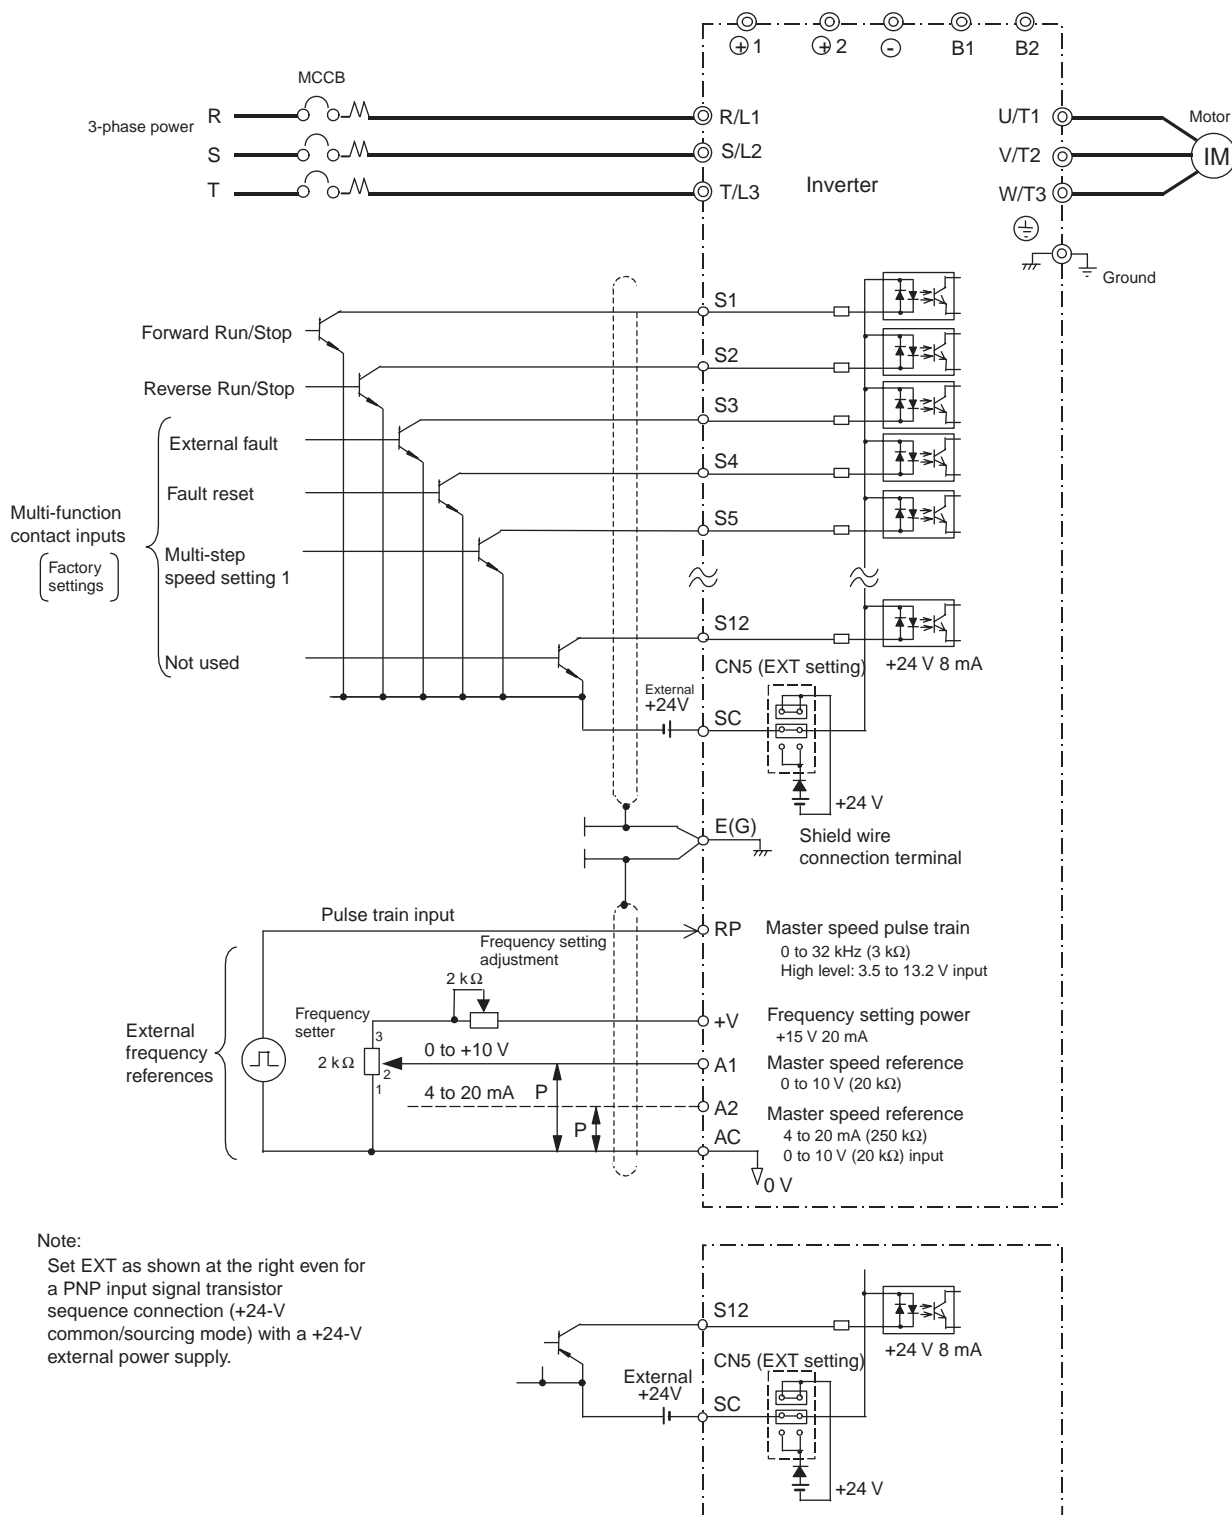 ⊕1 ⊕2 ⊖ B1 B2
MCCB
3-phase power
R R/L1 U/T1 Motor
S S/L2 V/T2 IM
T T/L3 Inverter W/T3
Ground
S1
Forward Run/Stop
S2
Reverse Run/Stop
S3
External fault
S4
Fault reset
S5
Multi-function
contact inputs
Factory
settings
Multi-step
speed setting 1
S12
Not used
+24 V 8 mA
CN5 (EXT setting)
External
+24V
SC
+24 V
E(G)
Shield wire
connection terminal
Pulse train input
RP
Master speed pulse train
0 to 32 kHz (3 kΩ)
High level: 3.5 to 13.2 V input
Frequency setting
adjustment
2 kΩ
External
frequency
references
Frequency
setter
+V
Frequency setting power
+15 V 20 mA
3
2 kΩ
2
1
0 to +10 V
P
A1
Master speed reference
0 to 10 V (20 kΩ)
4 to 20 mA
P
A2
Master speed reference
4 to 20 mA (250 kΩ)
0 to 10 V (20 kΩ) input
AC
0 V
Note:
Set EXT as shown at the right even for
a PNP input signal transistor
sequence connection (+24-V
common/sourcing mode) with a +24-V
external power supply.
S12
+24 V 8 mA
CN5 (EXT setting)
External
+24V
SC
+24 V